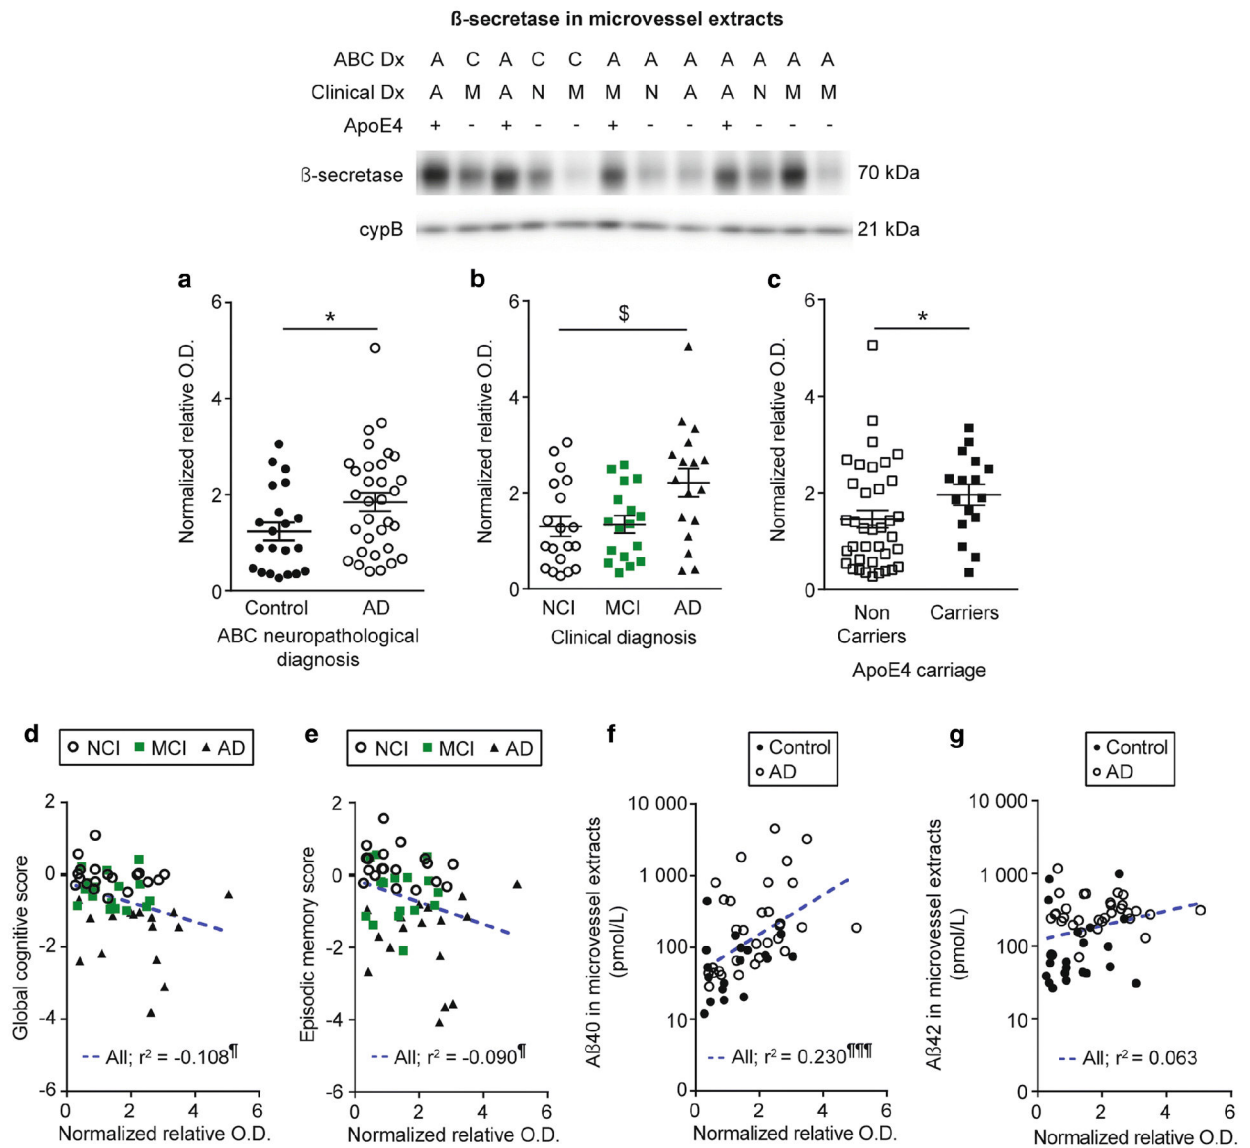 ß-secretase in microvessel extracts
ABC Dx A C A C C A A A A A A A
Clinical Dx A M A N M M N A A N M M
ApoE4 + - + - - + - - + - - -
ß-secretase 70 kDa
cypB 21 kDa
a
Normalized relative O.D.
6
4
2
0
*
Control AD
ABC neuropathological
diagnosis
b
Normalized relative O.D.
6
4
2
0
$
NCI MCI AD
Clinical diagnosis
c
Normalized relative O.D.
6
4
2
0
*
Non
Carriers
Carriers
ApoE4 carriage
d
NCI MCI AD
Global cognitive score
2
0
-2
-4
-6
All; r² = -0.108¶
0 2 4 6
Normalized relative O.D.
e
NCI MCI AD
Episodic memory score
2
0
-2
-4
-6
All; r² = -0.090¶
0 2 4 6
Normalized relative O.D.
f
Control
AD
Aß40 in microvessel extracts
(pmol/L)
10 000
1 000
100
10
0
All; r² = 0.230¶¶¶
0 2 4 6
Normalized relative O.D.
g
Control
AD
Aß42 in microvessel extracts
(pmol/L)
10 000
1 000
100
10
0
All; r² = 0.063
0 2 4 6
Normalized relative O.D.